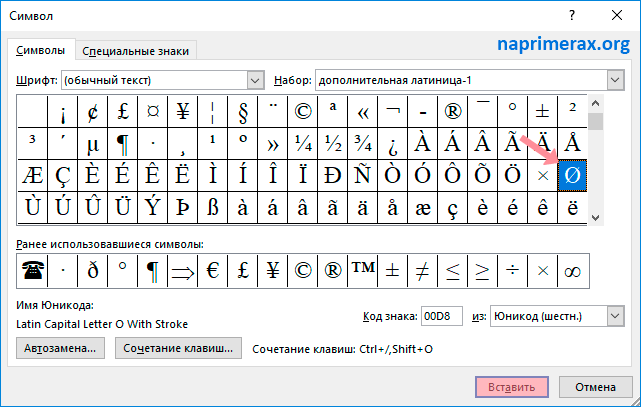 Символ ? ×
naprimerax.org
Символы Специальные знаки
Шрифт: (обычный текст) Набор: дополнительная латиница-1
¡ ¢ £ ¤ ¥ ¦ § ¨ © ª « ¬ - ® ¯ ° ± ²
³ ´ µ ¶ · ¸ ¹ º » ¼ ½ ¾ ¿ À Á Â Ã Ä Å
Æ Ç È É Ê Ë Ì Í Î Ï Ð Ñ Ò Ó Ô Õ Ö × Ø
Ù Ú Û Ü Ý Þ ß à á â ã ä å æ ç è é ê ë
Ранее использовавшиеся символы:
☎ · ð ° ¶ ⇒ € £ ¥ © ® ™ ± ≠ ≤ ≥ ÷ × ∞
Имя Юникода:
Latin Capital Letter O With Stroke
Код знака: 00D8 из: Юникод (шестн.)
Автозамена... Сочетание клавиш... Сочетание клавиш: Ctrl+/,Shift+O
Вставить Отмена